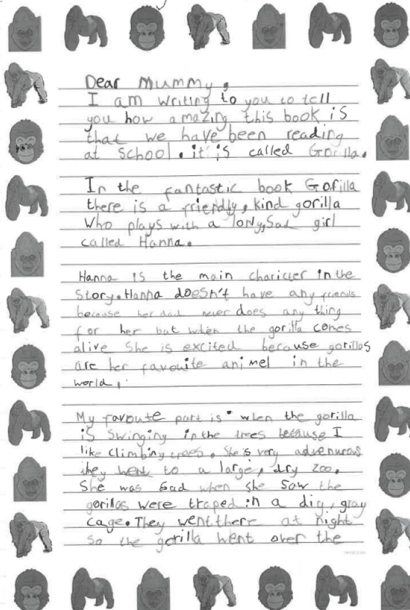 Dear Mummy.
I am writing to you to tell
you how amazing this book is
that we have been reading
at School. it is called Gorilla.
In the fantastic book Gorilla
there is a friendly, kind gorilla
Who plays with a lonly, Sad girl
called Hanna.
Hanna is the main charicter in the
Story. Hanna doesn't have any friends
because her dad never does any thing
for her but when the gorilla comes
alive She is excited because gorillas
are her favouite animel in the
world.
My favoute part is when the gorilla
is Swinging in the trees because I
like climbing trees. She is very adventurous
they went to a large, dry zoo.
She was sad when she Saw the
gorillas were traped in a dig, gray
cage. They went there at night
So the gorilla went over the